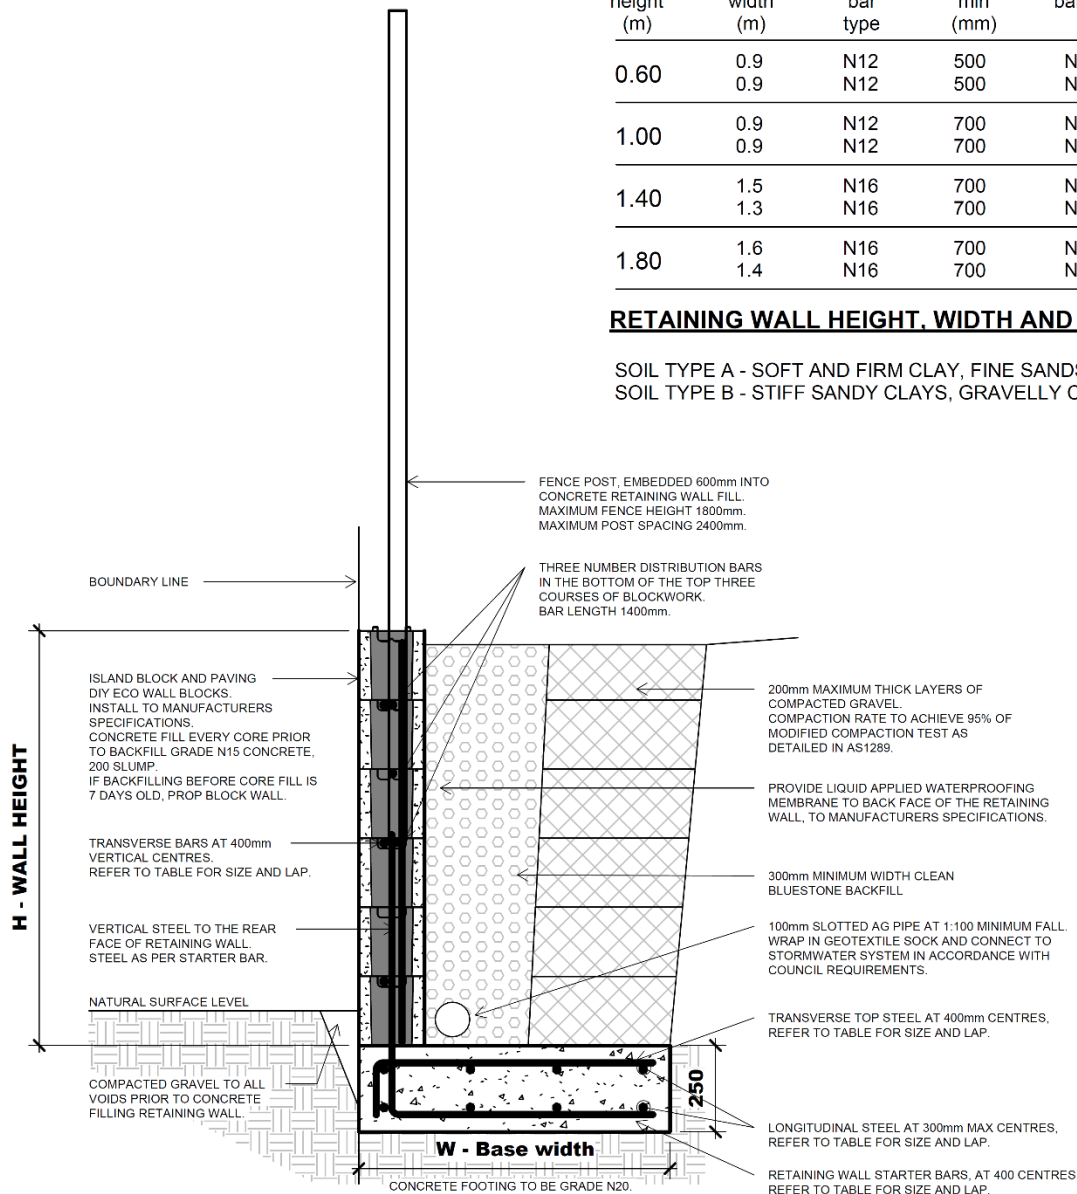 height width bar min
(m) (m) type (mm)
0.60 0.9 N12 500 N
0.9 N12 500 N
1.00 0.9 N12 700 N
0.9 N12 700 N
1.40 1.5 N16 700 N
1.3 N16 700 N
1.80 1.6 N16 700 N
1.4 N16 700 N
RETAINING WALL HEIGHT, WIDTH AND
SOIL TYPE A - SOFT AND FIRM CLAY, FINE SANDS
SOIL TYPE B - STIFF SANDY CLAYS, GRAVELLY C
FENCE POST, EMBEDDED 600mm INTO
CONCRETE RETAINING WALL FILL.
MAXIMUM FENCE HEIGHT 1800mm.
MAXIMUM POST SPACING 2400mm.
THREE NUMBER DISTRIBUTION BARS
IN THE BOTTOM OF THE TOP THREE
COURSES OF BLOCKWORK.
BAR LENGTH 1400mm.
BOUNDARY LINE
H - WALL HEIGHT
ISLAND BLOCK AND PAVING
DIY ECO WALL BLOCKS.
INSTALL TO MANUFACTURERS
SPECIFICATIONS.
CONCRETE FILL EVERY CORE PRIOR
TO BACKFILL GRADE N15 CONCRETE,
200 SLUMP.
IF BACKFILLING BEFORE CORE FILL IS
7 DAYS OLD, PROP BLOCK WALL.
TRANSVERSE BARS AT 400mm
VERTICAL CENTRES.
REFER TO TABLE FOR SIZE AND LAP.
VERTICAL STEEL TO THE REAR
FACE OF RETAINING WALL.
STEEL AS PER STARTER BAR.
NATURAL SURFACE LEVEL
COMPACTED GRAVEL TO ALL
VOIDS PRIOR TO CONCRETE
FILLING RETAINING WALL.
200mm MAXIMUM THICK LAYERS OF
COMPACTED GRAVEL.
COMPACTION RATE TO ACHIEVE 95% OF
MODIFIED COMPACTION TEST AS
DETAILED IN AS1289.
PROVIDE LIQUID APPLIED WATERPROOFING
MEMBRANE TO BACK FACE OF THE RETAINING
WALL, TO MANUFACTURERS SPECIFICATIONS.
300mm MINIMUM WIDTH CLEAN
BLUESTONE BACKFILL
100mm SLOTTED AG PIPE AT 1:100 MINIMUM FALL.
WRAP IN GEOTEXTILE SOCK AND CONNECT TO
STORMWATER SYSTEM IN ACCORDANCE WITH
COUNCIL REQUIREMENTS.
TRANSVERSE TOP STEEL AT 400mm CENTRES,
REFER TO TABLE FOR SIZE AND LAP.
250
LONGITUDINAL STEEL AT 300mm MAX CENTRES,
REFER TO TABLE FOR SIZE AND LAP.
W - Base width
RETAINING WALL STARTER BARS, AT 400 CENTRES
REFER TO TABLE FOR SIZE AND LAP.
CONCRETE FOOTING TO BE GRADE N20.